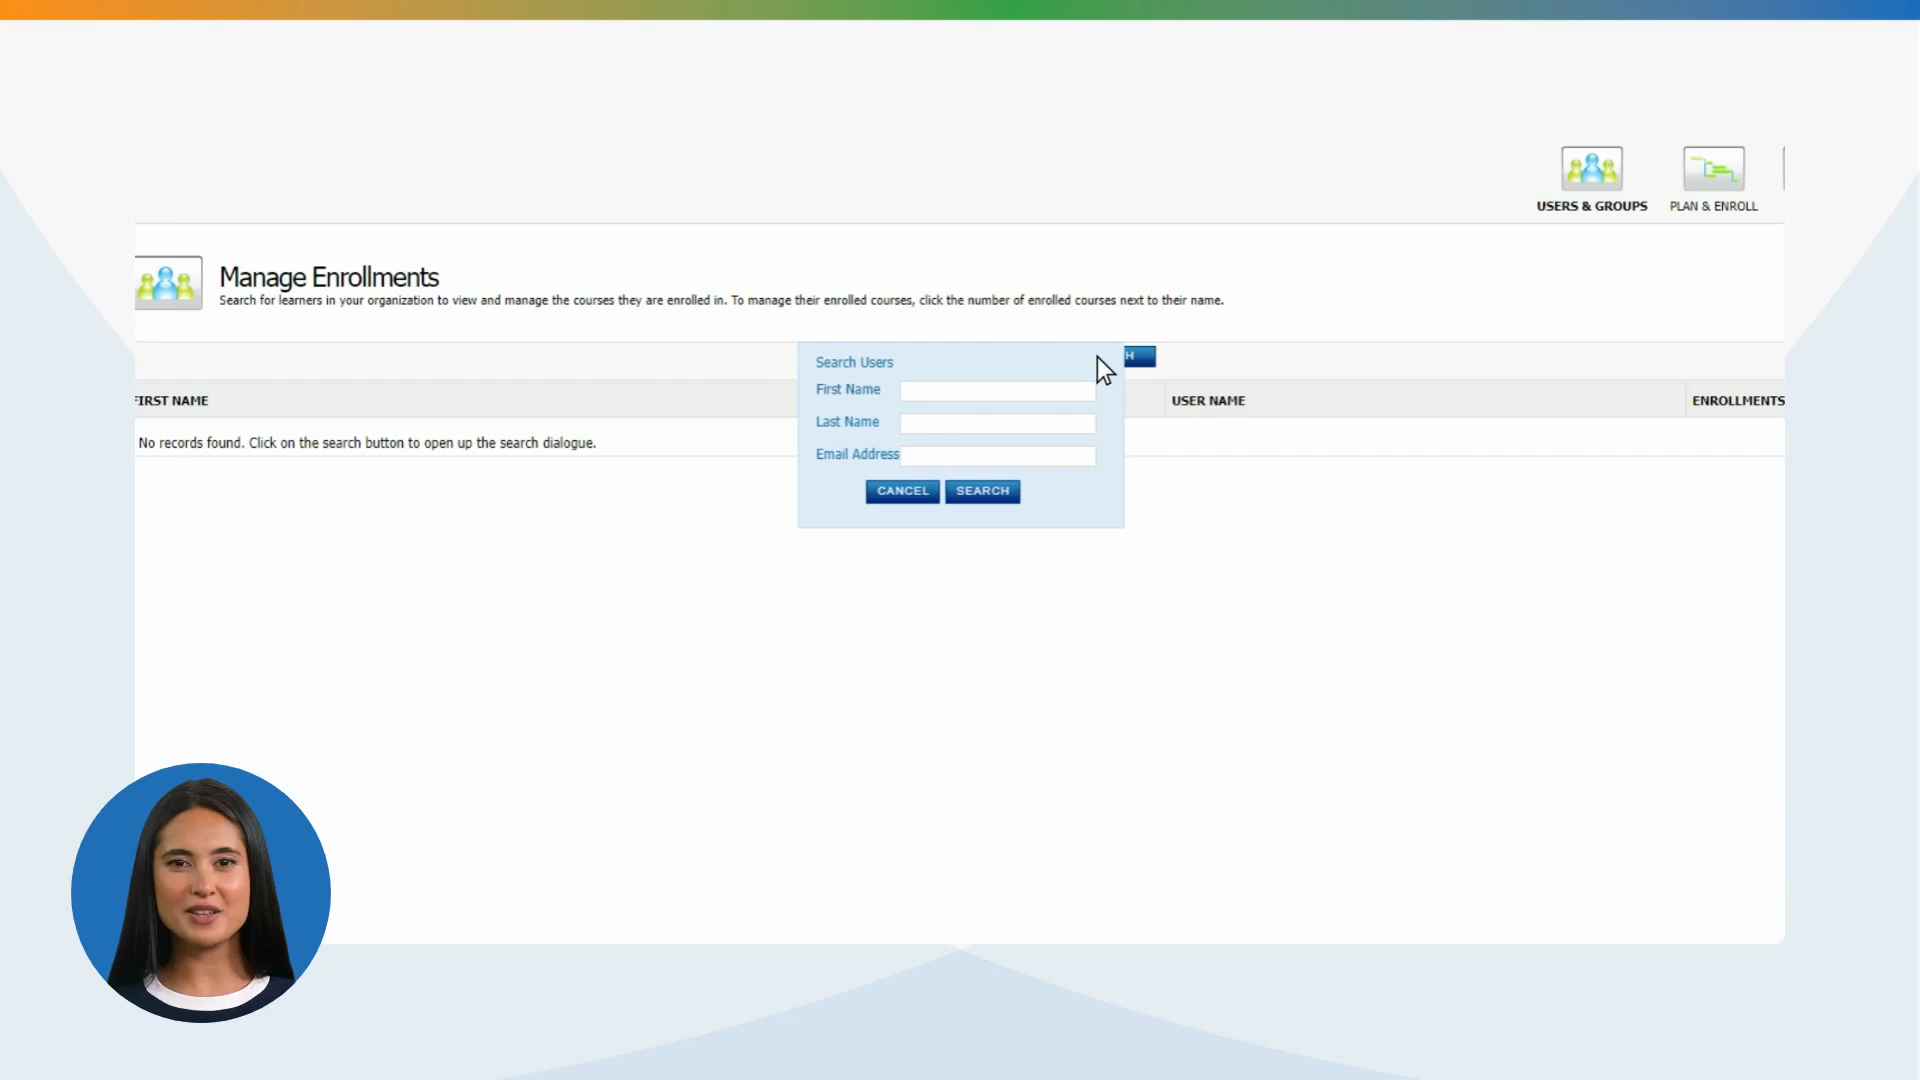 USERS & GROUPS
PLAN & ENROLL
Manage Enrollments
Search for learners in your organization to view and manage the courses they are enrolled in. To manage their enrolled courses, click the number of enrolled courses next to their name.
H
Search Users
First Name
Last Name
Email Address
CANCEL
SEARCH
FIRST NAME
USER NAME
ENROLLMENTS
No records found. Click on the search button to open up the search dialogue.